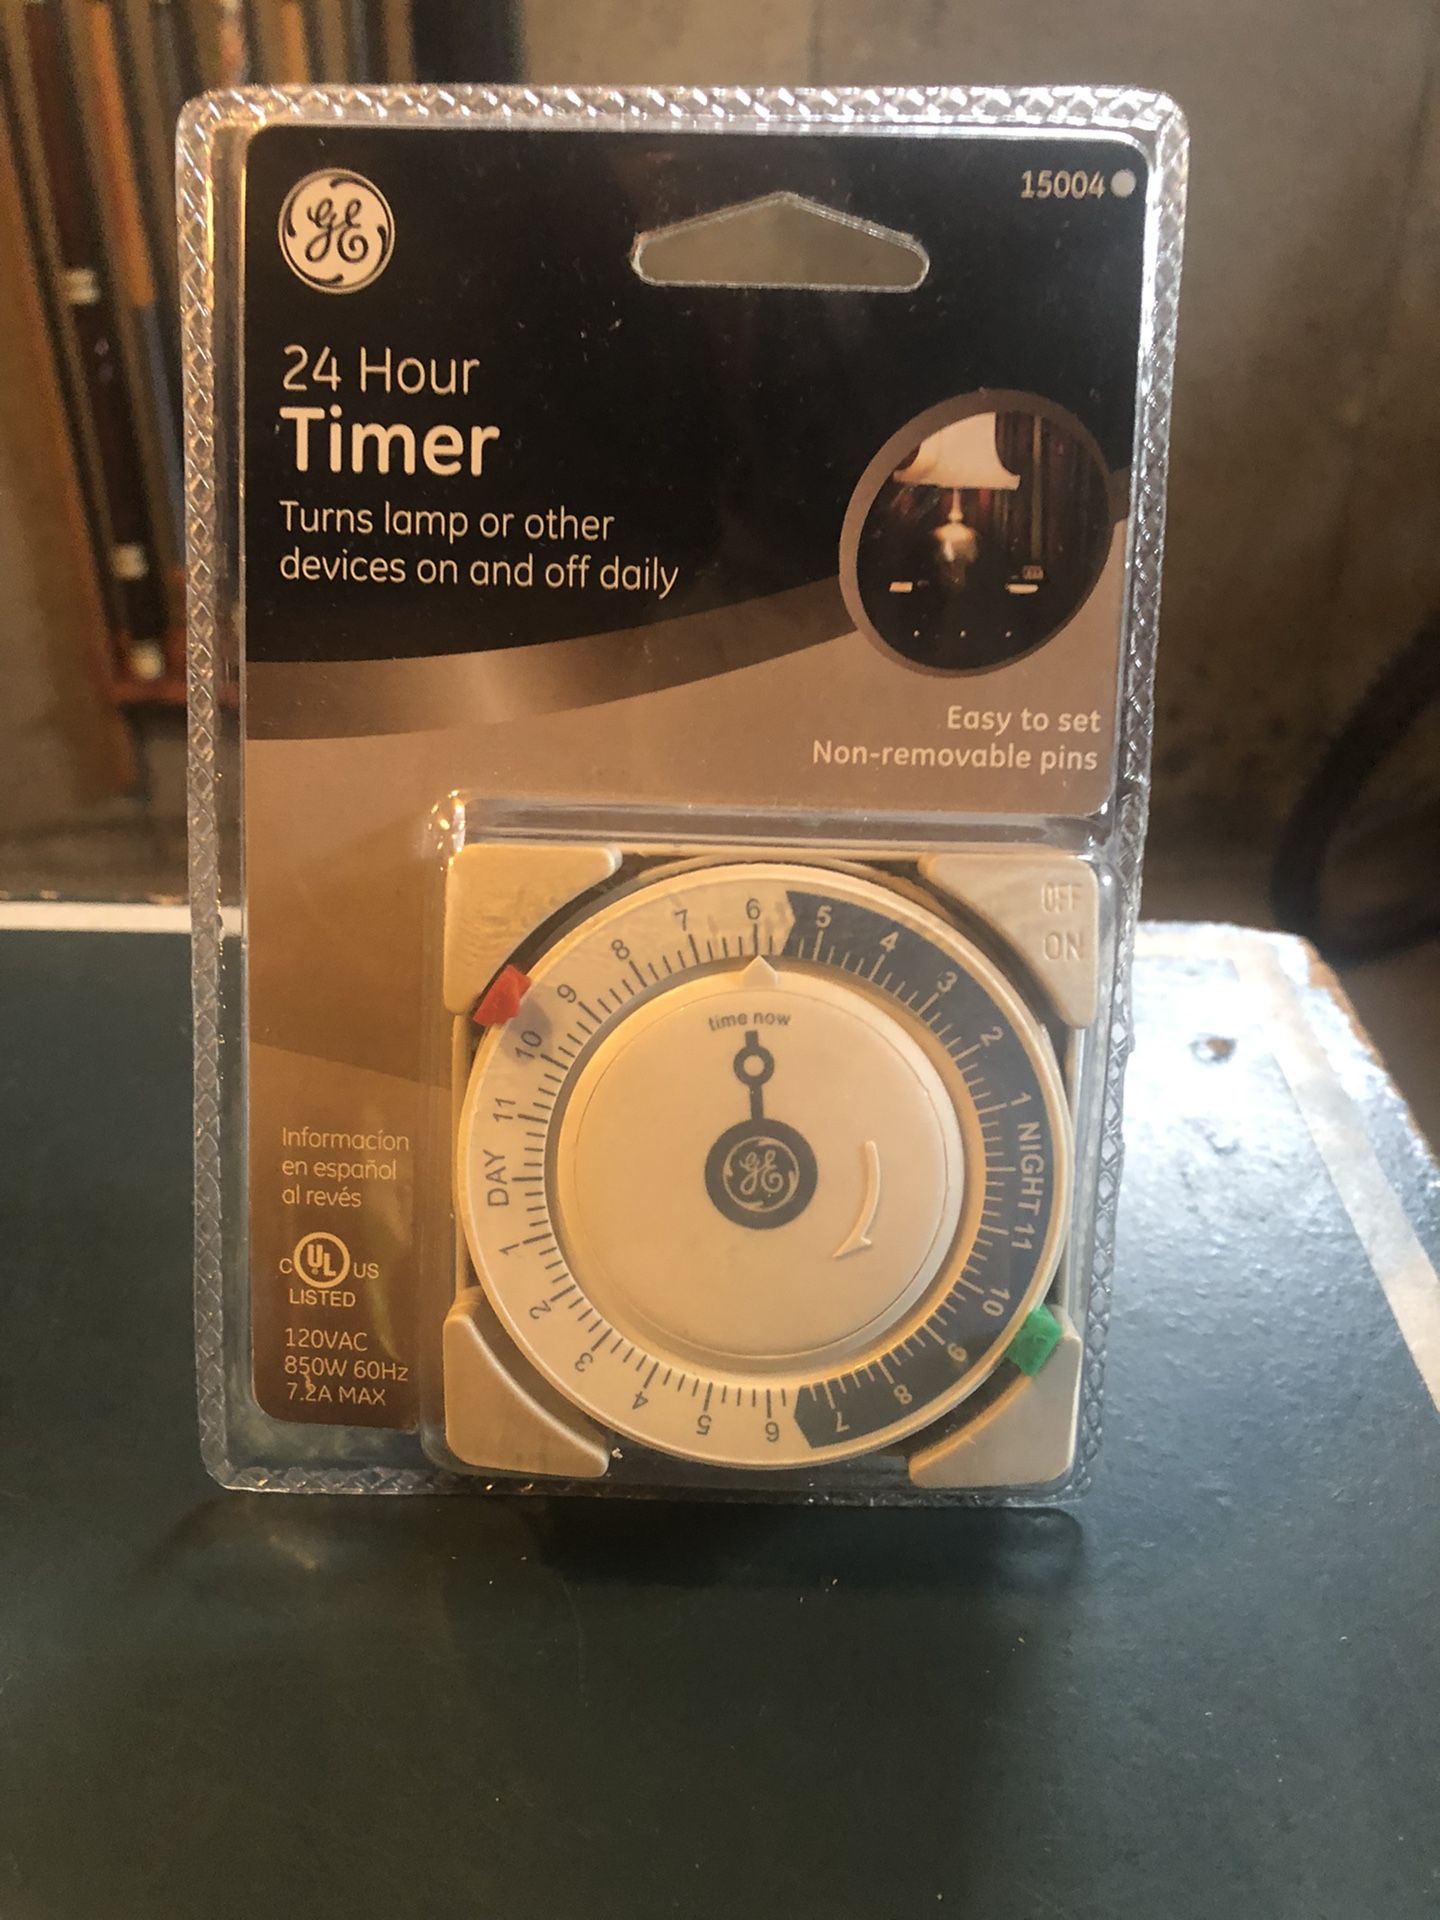 GE
15004
24 Hour
Timer
Turns lamp or other
devices on and off daily
Easy to set
Non-removable pins
OFF
ON
6 5 4 3 2 1 NIGHT 11 10 9 8 7 6 5 4 3 2 1 DAY 11 10 9 8 7
time now
GE
Informacíon
en español
al revés
C UL US
LISTED
120VAC
850W 60Hz
7.2A MAX